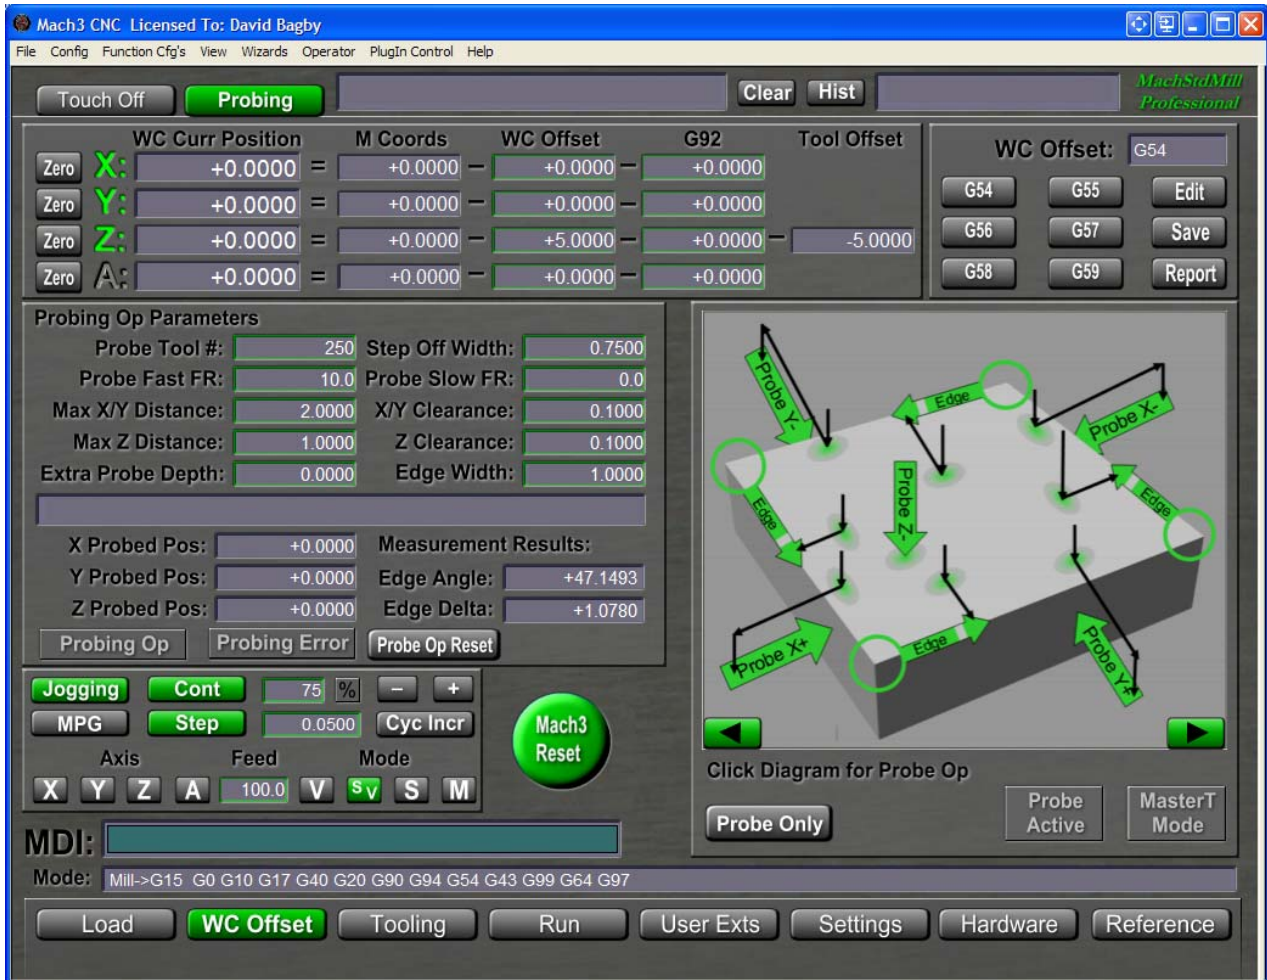 Mach3 CNC Licensed To: David Bagby
File Config Function Cfg's View Wizards Operator PlugIn Control Help
Touch Off Probing Clear Hist MachStdMill
Professional
WC Curr Position M Coords WC Offset G92 Tool Offset WC Offset: G54
Zero X: +0.0000 = +0.0000 - +0.0000 - +0.0000
Zero Y: +0.0000 = +0.0000 - +0.0000 - +0.0000
Zero Z: +0.0000 = +0.0000 - +5.0000 - +0.0000 - -5.0000
Zero A: +0.0000 = +0.0000 - +0.0000 - +0.0000
G54 G55 Edit
G56 G57 Save
G58 G59 Report
Probing Op Parameters
Probe Tool #: 250 Step Off Width: 0.7500
Probe Fast FR: 10.0 Probe Slow FR: 0.0
Max X/Y Distance: 2.0000 X/Y Clearance: 0.1000
Max Z Distance: 1.0000 Z Clearance: 0.1000
Extra Probe Depth: 0.0000 Edge Width: 1.0000
X Probed Pos: +0.0000 Measurement Results:
Y Probed Pos: +0.0000 Edge Angle: +47.1493
Z Probed Pos: +0.0000 Edge Delta: +1.0780
Probing Op Probing Error Probe Op Reset
Probe Y-
Edge
Probe X-
Probe Z-
Edge
Edge
Probe X+
Edge
Probe Y+
Click Diagram for Probe Op
Probe Only Probe Active MasterT Mode
Jogging Cont 75 % - +
MPG Step 0.0500 Cyc Incr
Axis Feed Mode
X Y Z A 100.0 V SV S M
Mach3
Reset
MDI:
Mode: Mill->G15 G0 G10 G17 G40 G20 G90 G94 G54 G43 G99 G64 G97
Load WC Offset Tooling Run User Exts Settings Hardware Reference